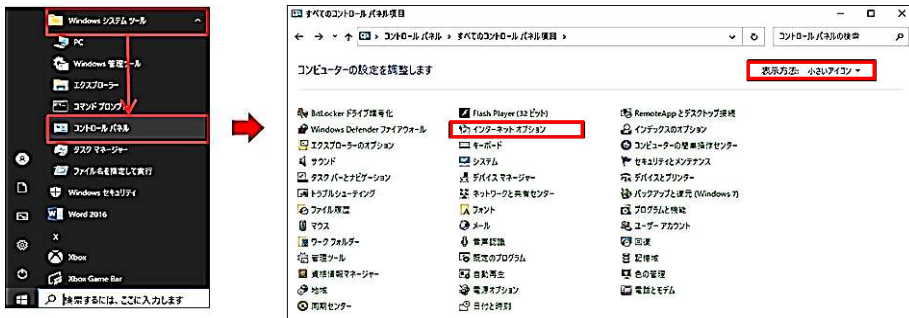 Windows システム ツール
PC
Windows 管理ツール
エクスプローラー
コマンド プロンプト
コントロール パネル
タスク マネージャー
ファイル名を指定して実行
Windows セキュリティ
Word 2016
X
Xbox
Xbox Game Bar
検索するには、ここに入力します
すべてのコントロール パネル項目
コントロール パネル > すべてのコントロール パネル項目 >
コントロール パネルの検索
コンピューターの設定を調整します
表示方法: 小さいアイコン
BitLocker ドライブ暗号化
Flash Player (32 ビット)
RemoteApp とデスクトップ接続
Windows Defender ファイアウォール
インターネット オプション
インデックスのオプション
エクスプローラーのオプション
キーボード
コンピューターの簡単操作センター
サウンド
システム
セキュリティとメンテナンス
タスク バーとナビゲーション
デバイス マネージャー
デバイスとプリンター
トラブルシューティング
ネットワークと共有センター
バックアップと復元 (Windows 7)
ファイル履歴
フォント
プログラムと機能
マウス
メール
ユーザー アカウント
ワーク フォルダー
音声認識
回復
管理ツール
既定のプログラム
記憶域
資格情報マネージャー
自動再生
色の管理
地域
電源オプション
電話とモデム
同期センター
日付と時刻